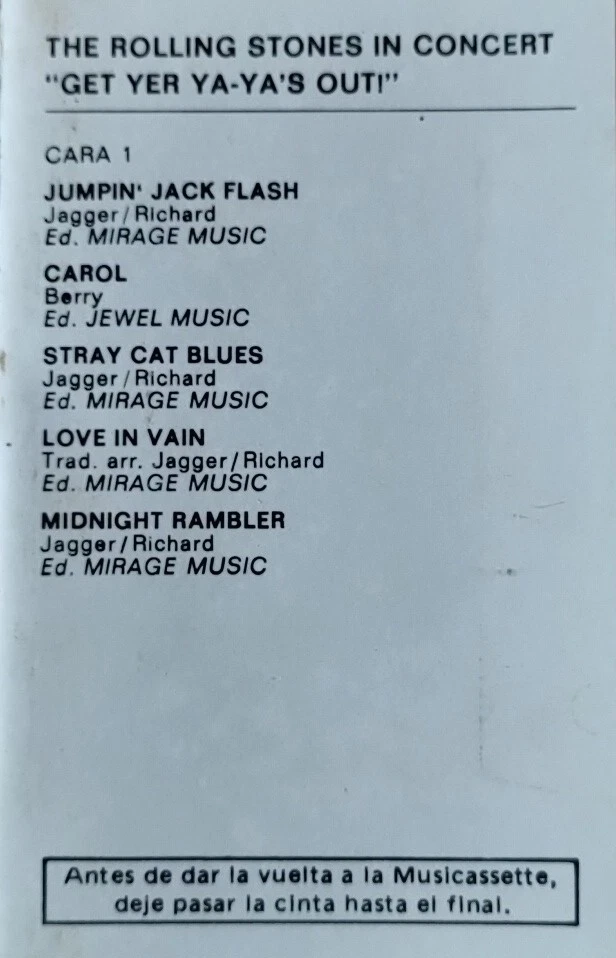 THE ROLLING STONES IN CONCERT
"GET YER YA-YA'S OUT!"
CARA 1
JUMPIN' JACK FLASH
Jagger/Richard
Ed. MIRAGE MUSIC
CAROL
Berry
Ed. JEWEL MUSIC
STRAY CAT BLUES
Jagger/Richard
Ed. MIRAGE MUSIC
LOVE IN VAIN
Trad. arr. Jagger/Richard
Ed. MIRAGE MUSIC
MIDNIGHT RAMBLER
Jagger/Richard
Ed. MIRAGE MUSIC
Antes de dar la vuelta a la Musicassette,
deje pasar la cinta hasta el final.